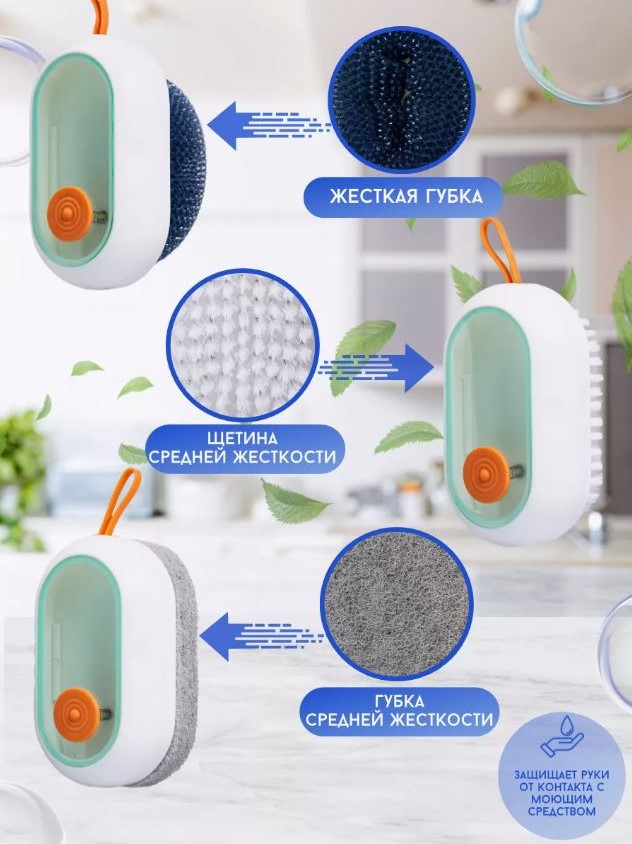 ЖЕСТКАЯ ГУБКА
ЩЕТИНА
СРЕДНЕЙ ЖЕСТКОСТИ
ГУБКА
СРЕДНЕЙ ЖЕСТКОСТИ
ЗАЩИЩАЕТ РУКИ
ОТ КОНТАКТА С
МОЮЩИМ
СРЕДСТВОМ